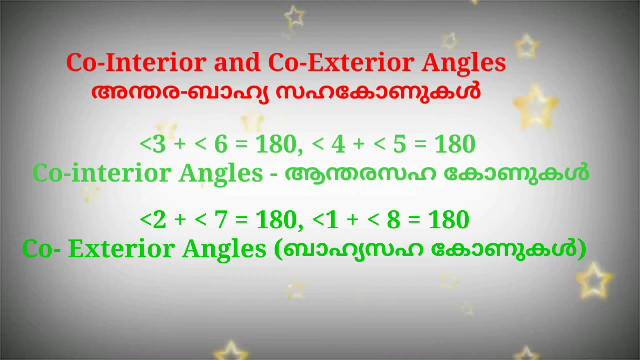 Co-Interior and Co-Exterior Angles
അന്തര-ബാഹ്യ സഹകോണുകൾ
<3 + < 6 = 180, < 4 + < 5 = 180
Co-interior Angles - ആന്തരസഹ കോണുകൾ
<2 + < 7 = 180, <1 + < 8 = 180
Co- Exterior Angles (ബാഹ്യസഹ കോണുകൾ)